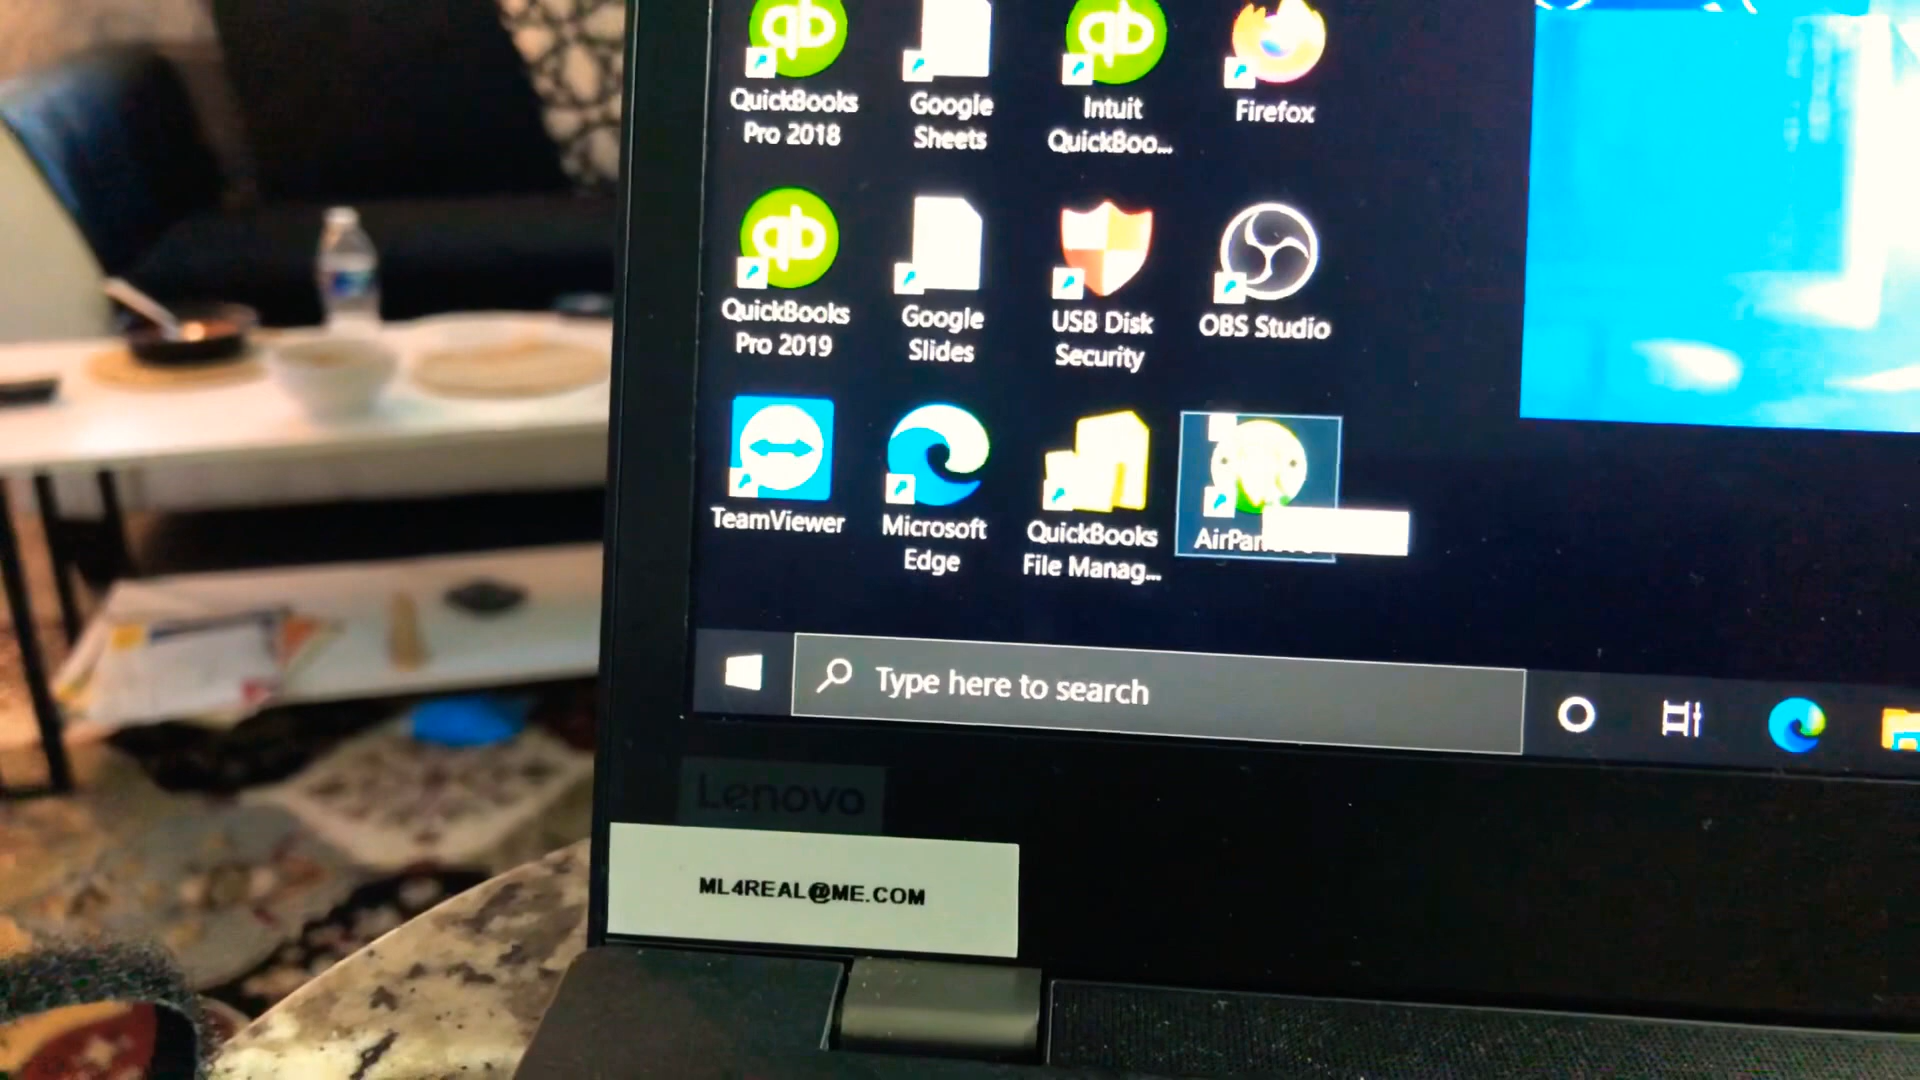 QuickBooks
Pro 2018
Google
Sheets
Intuit
QuickBoo...
Firefox
QuickBooks
Pro 2019
Google
Slides
USB Disk
Security
OBS Studio
TeamViewer
Microsoft
Edge
QuickBooks
File Manag...
Type here to search
Lenovo
ML4REAL@ME.COM